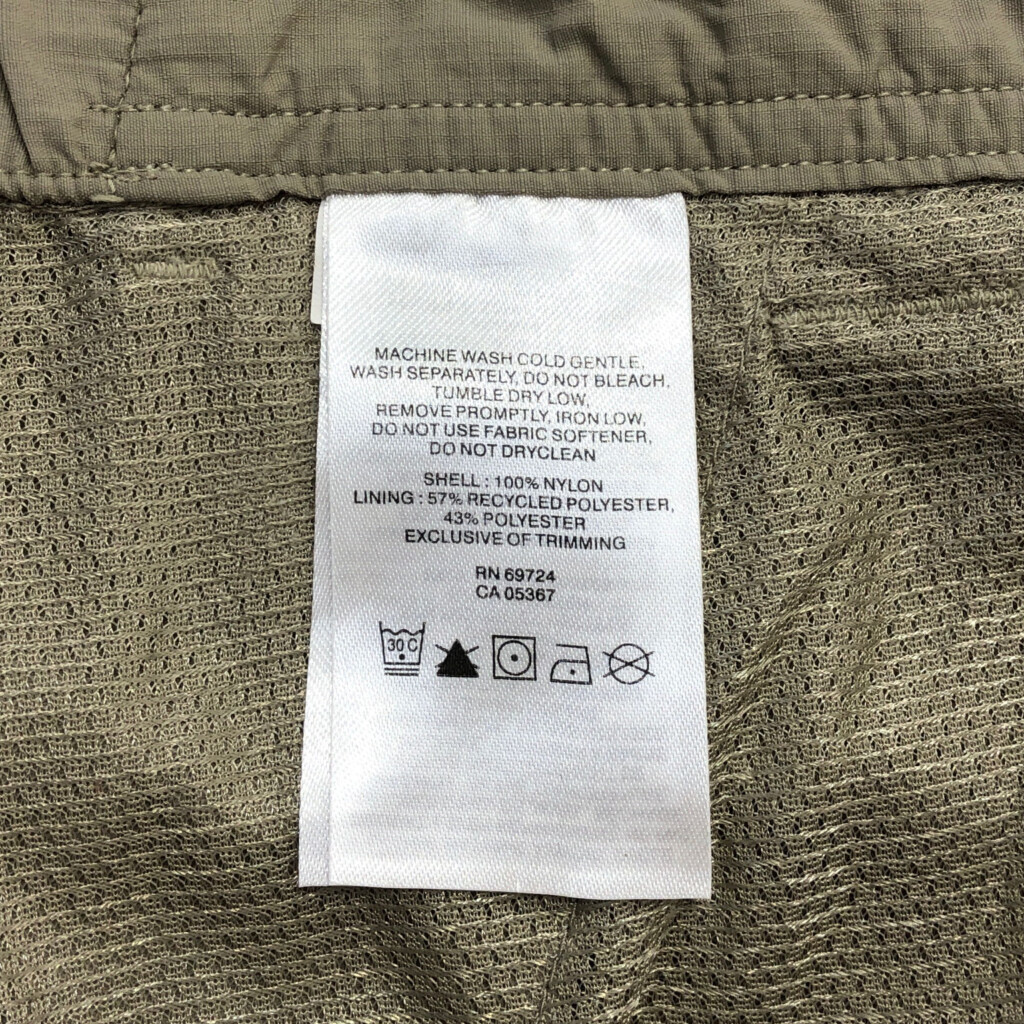 MACHINE WASH COLD GENTLE,
WASH SEPARATELY, DO NOT BLEACH,
TUMBLE DRY LOW,
REMOVE PROMPTLY, IRON LOW,
DO NOT USE FABRIC SOFTENER,
DO NOT DRYCLEAN
SHELL : 100% NYLON
LINING : 57% RECYCLED POLYESTER,
43% POLYESTER
EXCLUSIVE OF TRIMMING
RN 69724
CA 05367
30 C